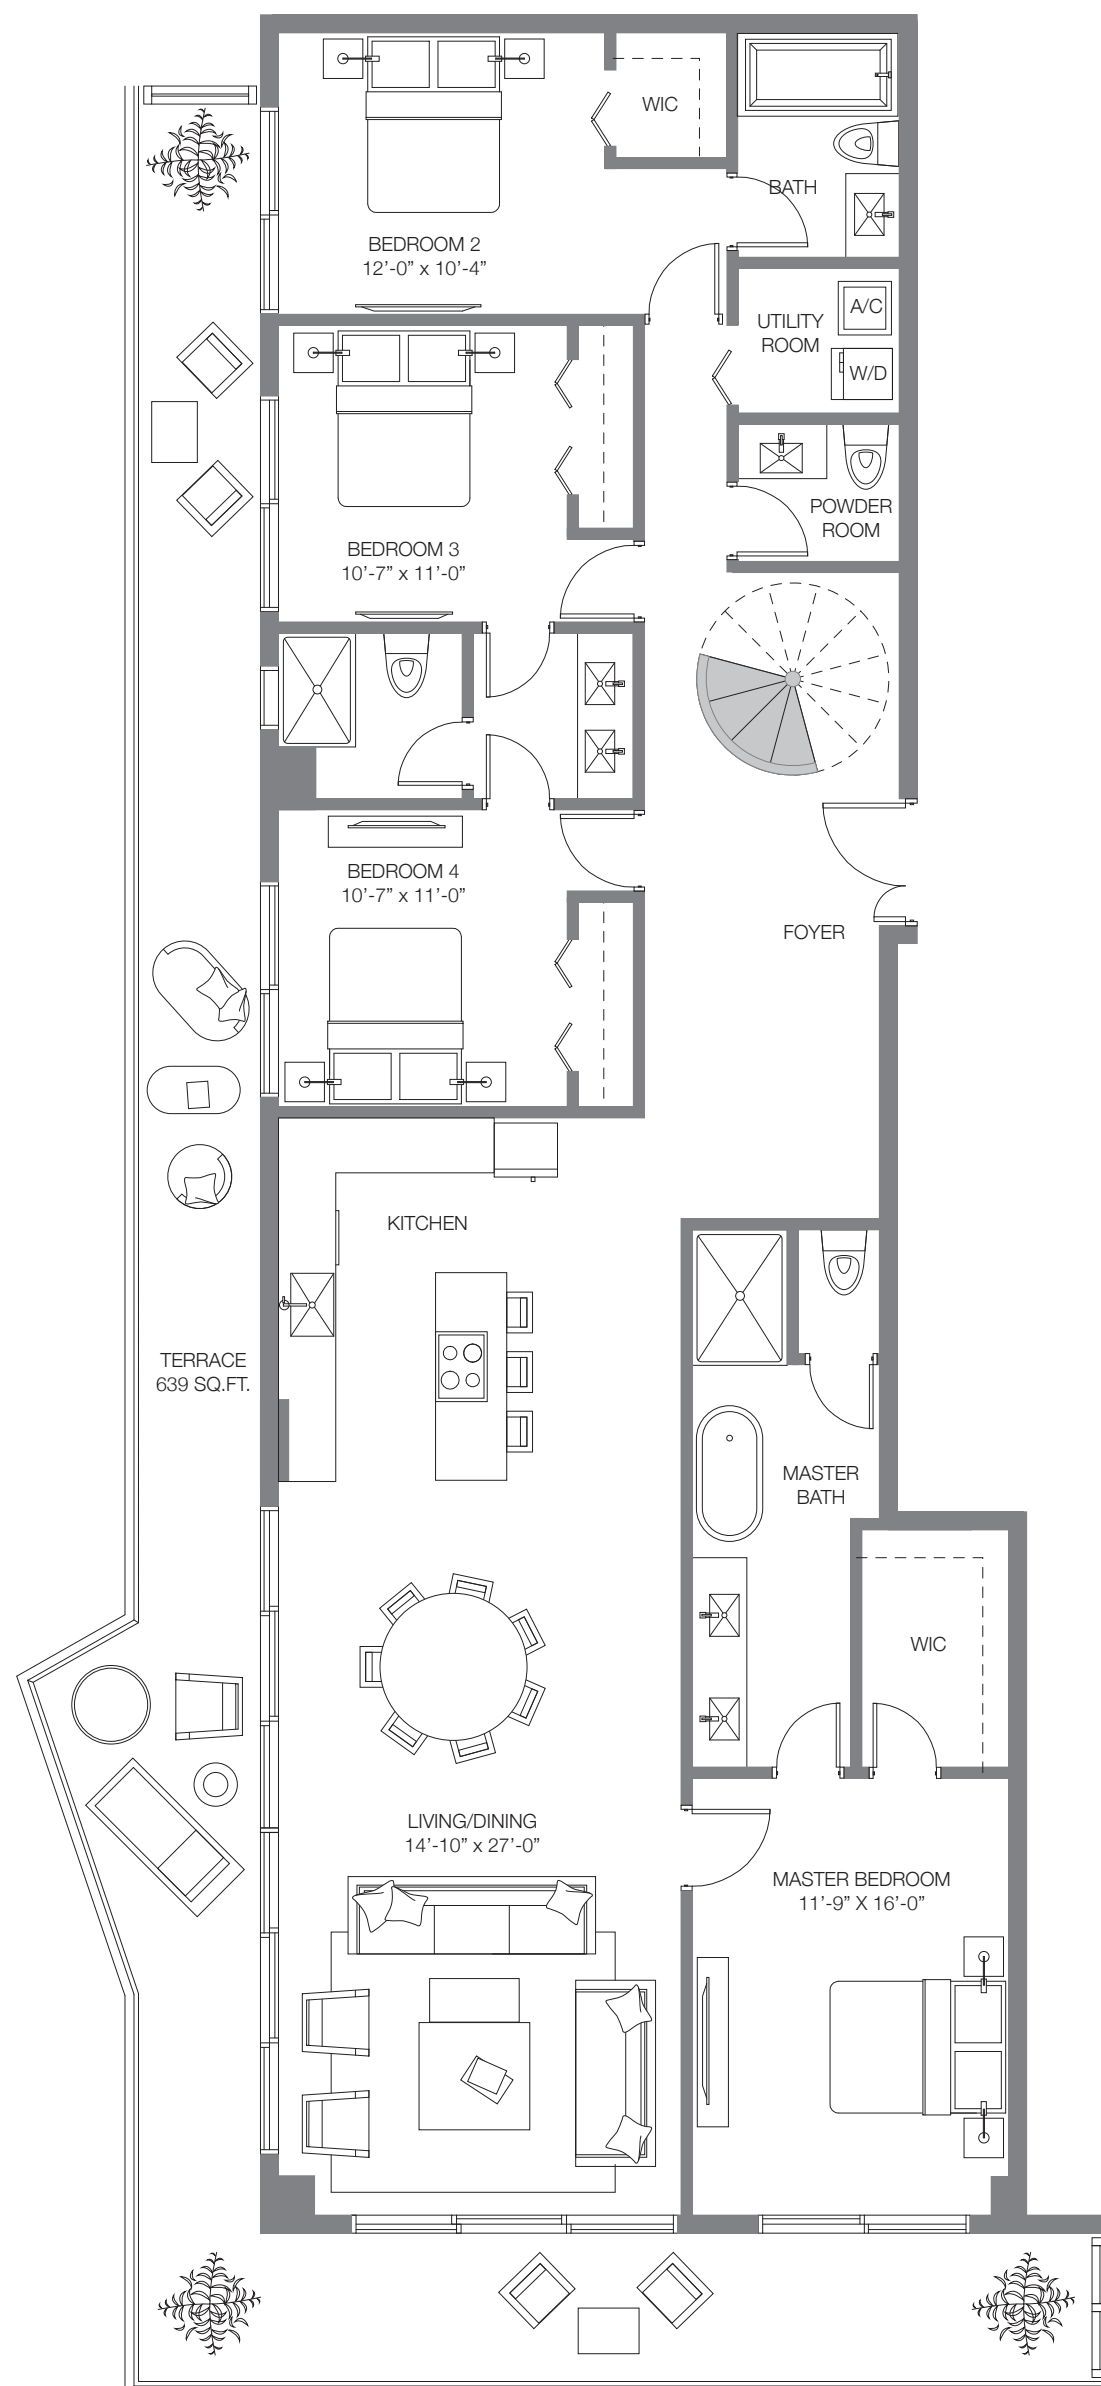 WIC
BATH
BEDROOM 2
12’-0” x 10’-4”
A/C
UTILITY
ROOM
W/D
POWDER
ROOM
BEDROOM 3
10’-7” x 11’-0”
BEDROOM 4
10’-7” x 11’-0”
FOYER
KITCHEN
TERRACE
639 SQ.FT.
MASTER
BATH
WIC
LIVING/DINING
14’-10” x 27’-0”
MASTER BEDROOM
11’-9” X 16’-0”